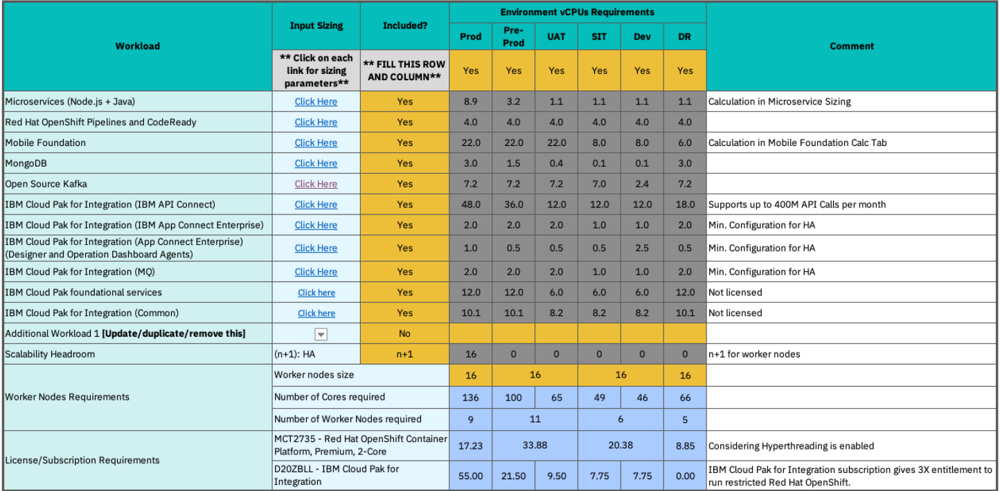 Workload
Input Sizing
Included?
Environment vCPUs Requirements
Comment
Prod
Pre-
Prod
UAT
SIT
Dev
DR
** Click on each
link for sizing
parameters**
** FILL THIS ROW
AND COLUMN**
Yes
Yes
Yes
Yes
Yes
Yes
Microservices (Node.js + Java) Click Here Yes 8.9 3.2 1.1 1.1 1.1 1.1 Calculation in Microservice Sizing
Red Hat OpenShift Pipelines and CodeReady Click Here Yes 4.0 4.0 4.0 4.0 4.0 4.0
Mobile Foundation Click Here Yes 22.0 22.0 22.0 8.0 8.0 6.0 Calculation in Mobile Foundation Calc Tab
MongoDB Click Here Yes 3.0 1.5 0.4 0.1 0.1 3.0
Open Source Kafka Click Here Yes 7.2 7.2 7.2 7.0 2.4 7.2
IBM Cloud Pak for Integration (IBM API Connect) Click Here Yes 48.0 36.0 12.0 12.0 12.0 18.0 Supports up to 400M API Calls per month
IBM Cloud Pak for Integration (IBM App Connect Enterprise) Click Here Yes 2.0 2.0 2.0 1.0 1.0 2.0 Min. Configuration for HA
IBM Cloud Pak for Integration (App Connect Enterprise)
(Designer and Operation Dashboard Agents) Click Here Yes 1.0 0.5 0.5 0.5 2.5 0.5 Min. Configuration for HA
IBM Cloud Pak for Integration (MQ) Click Here Yes 2.0 2.0 2.0 1.0 1.0 2.0 Min. Configuration for HA
IBM Cloud Pak foundational services Click here Yes 12.0 12.0 6.0 6.0 6.0 12.0 Not licensed
IBM Cloud Pak for Integration (Common) Click here Yes 10.1 10.1 8.2 8.2 8.2 10.1 Not licensed
Additional Workload 1 [Update/duplicate/remove this] No
Scalability Headroom (n+1): HA n+1 16 0 0 0 0 0 n+1 for worker nodes
Worker Nodes Requirements
Worker nodes size 16 16 16 16
Number of Cores required 136 100 65 49 46 66
Number of Worker Nodes required 9 11 6 5
License/Subscription Requirements
MCT2735 - Red Hat OpenShift Container
Platform, Premium, 2-Core
17.23 33.88 20.38 8.85 Considering Hyperthreading is enabled
D20ZBLL - IBM Cloud Pak for
Integration
55.00 21.50 9.50 7.75 7.75 0.00
IBM Cloud Pak for Integration subscription gives 3X entitlement to
run restricted Red Hat OpenShift.